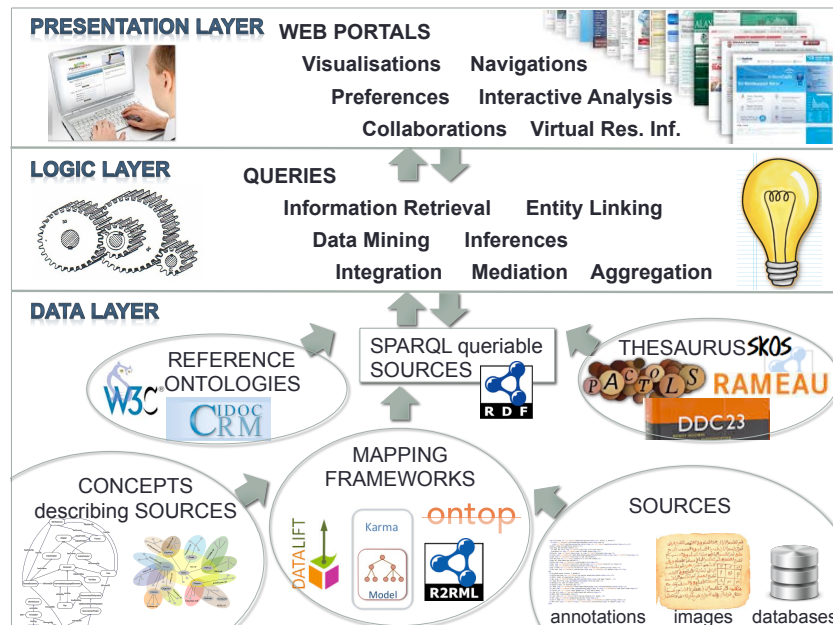 PRESENTATION LAYER
WEB PORTALS
Visualisations Navigations
Preferences Interactive Analysis
Collaborations Virtual Res. Inf.
LOGIC LAYER
QUERIES
Information Retrieval Entity Linking
Data Mining Inferences
Integration Mediation Aggregation
DATA LAYER
REFERENCE
ONTOLOGIES
W3C®
CIDOC
CRM
SPARQL queriable
SOURCES
RDF
THESAURUS SKOS
PACTOLS
RAMEAU
DDC 23
CONCEPTS
describing SOURCES
MAPPING
FRAMEWORKS
DATALIFT
Karma
Model
ontop
R2RML
SOURCES
annotations images databases